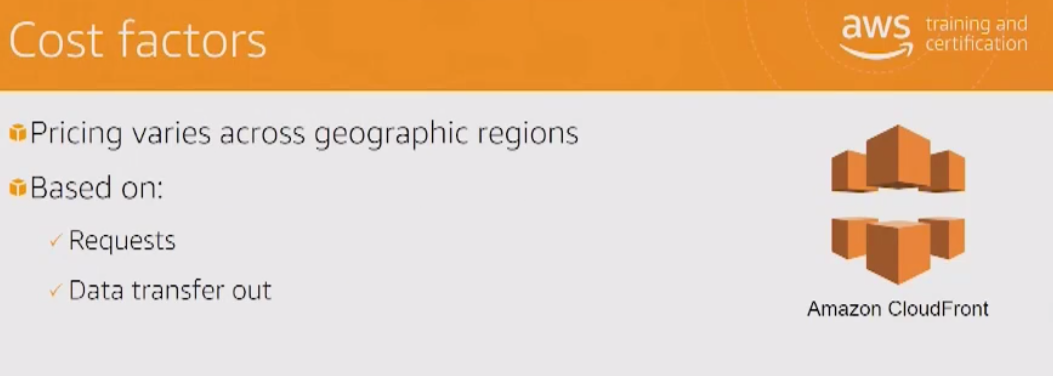 Cost factors
aws training and certification
Pricing varies across geographic regions
Based on:
✓ Requests
✓ Data transfer out
Amazon CloudFront